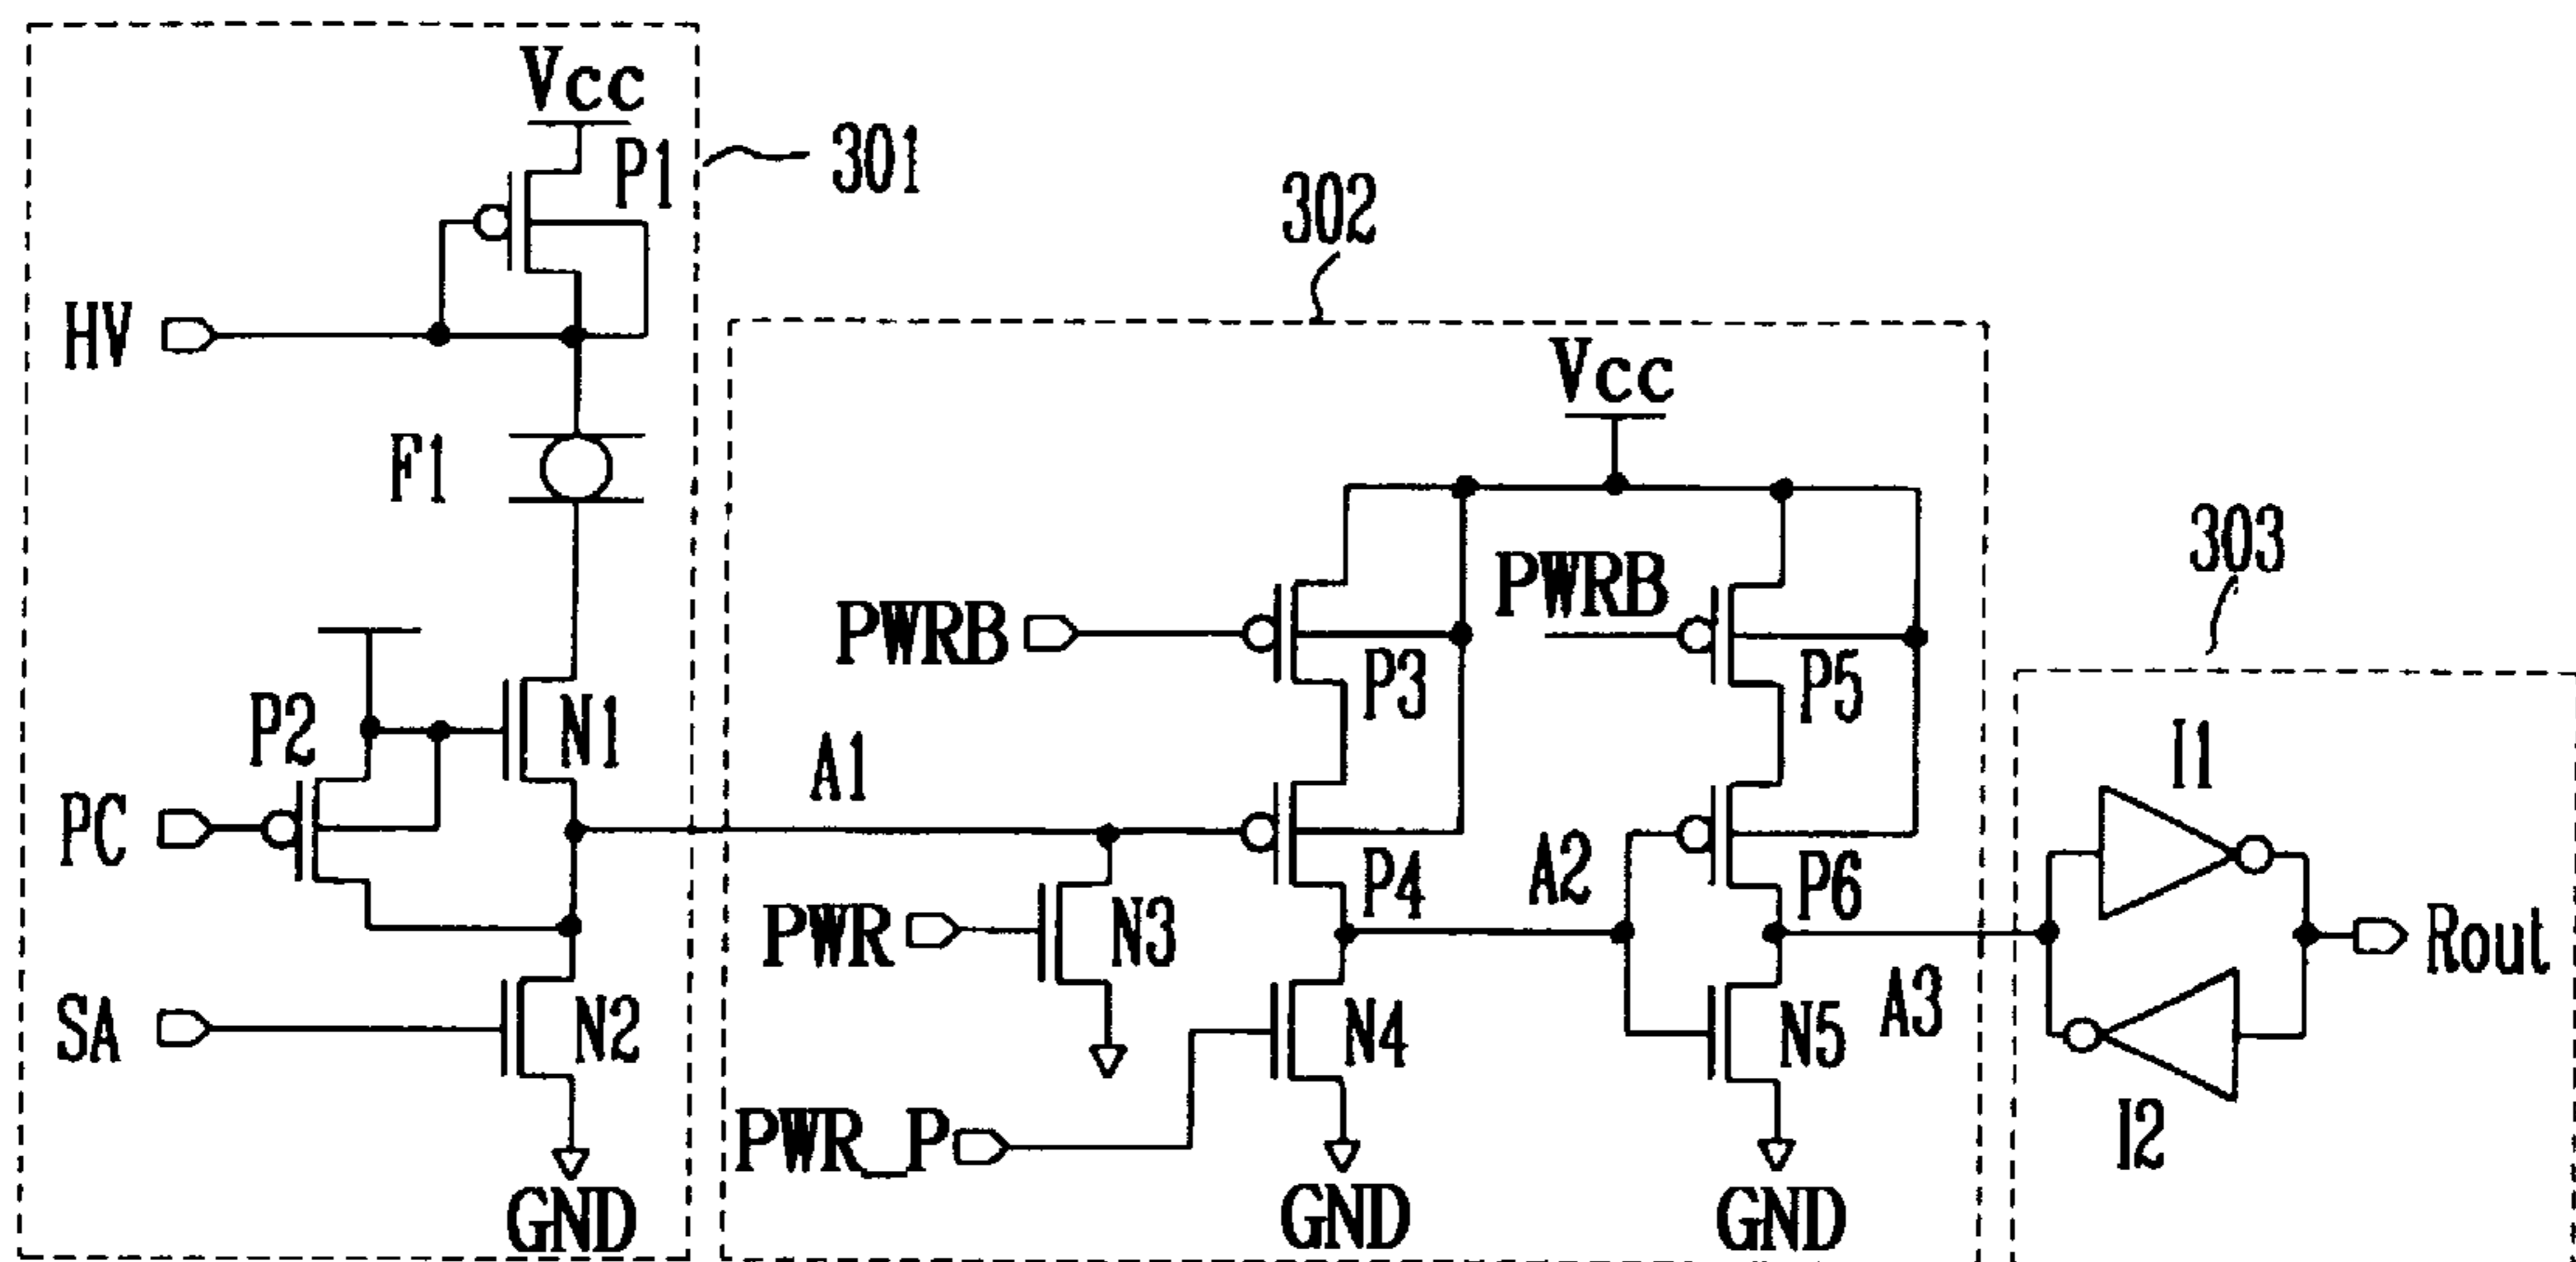 Vcc
P1
301
HV
F1
P2
N1
PC
SA
N2
GND
302
Vcc
PWRB
P3
PWRB
P5
A1
P4
A2
P6
PWR
N3
N4
N5
A3
PWR_P
GND
GND
303
I1
Rout
I2